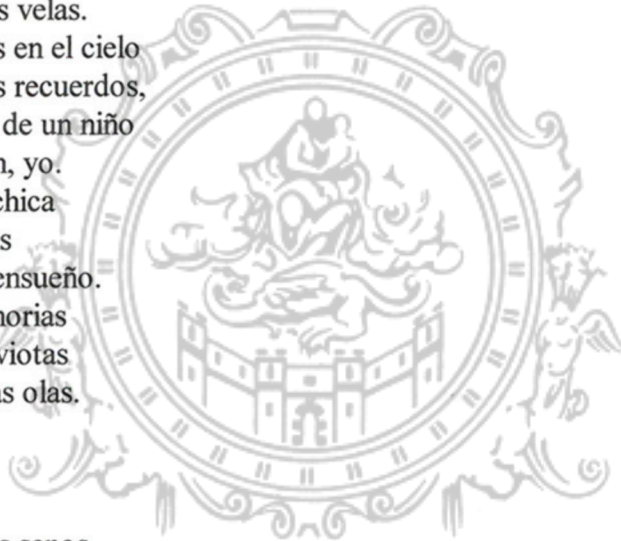 s velas.
s en el cielo
s recuerdos,
de un niño
n, yo.
chica
s
ensueño.
norias
viotas
as olas.